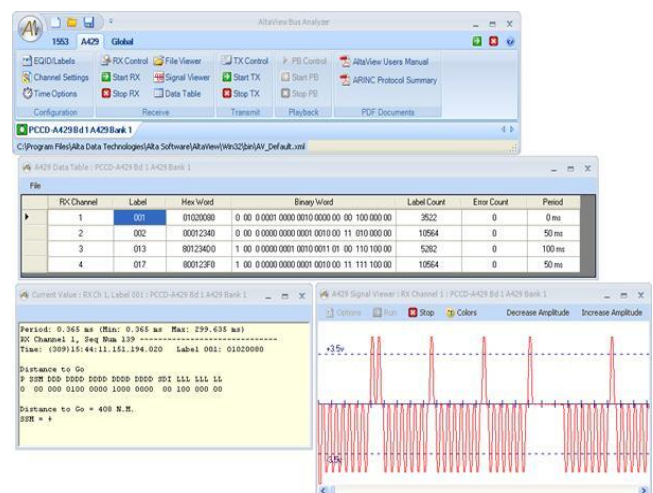 AltaView Bus Analyzer
1553 A429 Global
EQID/Labels RX Control File Viewer TX Control PB Control AltaView Users Manual
Channel Settings Start RX Signal Viewer Start TX Start PB ARINC Protocol Summary
Time Options Stop RX Data Table Stop TX Stop PB
Configuration Receive Transmit Playback PDF Documents
PCCD-A429 Bd 1 A429 Bank 1
C:\Program Files\Alta Data Technologies\Alta Software\AltaView\Win32\bin\AV_Default.xml
A429 Data Table : PCCD-A429 Bd 1 A429 Bank 1
File
RX Channel Label Hex Word Binary Word Label Count Error Count Period
1 001 01020080 0 00 0 0001 0000 0010 0000 00 00 100 000 00 3522 0 0 ms
2 002 00012340 0 00 0 0000 0000 0001 0010 00 11 010 000 00 10564 0 50 ms
3 013 801234D0 1 00 0 0000 0001 0010 0011 01 00 110 100 00 5282 0 100 ms
4 017 800123F0 1 00 0 0000 0000 0001 0010 00 11 111 100 00 10564 0 50 ms
Current Value : RX Ch 1, Label 001 : PCCD-A429 Bd 1 A429 Bank 1
Period: 0.365 ms (Min: 0.365 ms Max: 299.635 ms)
RX Channel 1, Seq Num 139 ----------------------------
Time: (309)15:44:11.151.194.020 Label 001: 01020080
Distance to Go
P SSM DDD DDDD DDDD DDDD DDDD SDI LLL LLL LL
0 00 000 0100 0000 1000 0000 00 100 000 00
Distance to Go = 408 N.M.
SSM = +
A429 Signal Viewer : RX Channel 1 : PCCD-A429 Bd 1 A429 Bank 1
Options Run Stop Colors Decrease Amplitude Increase Amplitude
+3.5v
-3.5v